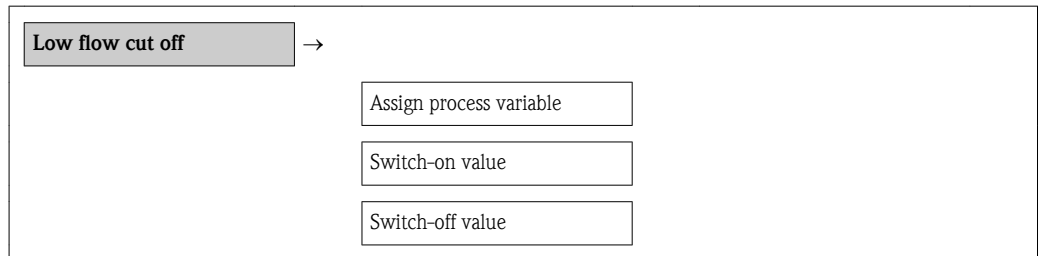 Low flow cut off →
Assign process variable
Switch-on value
Switch-off value